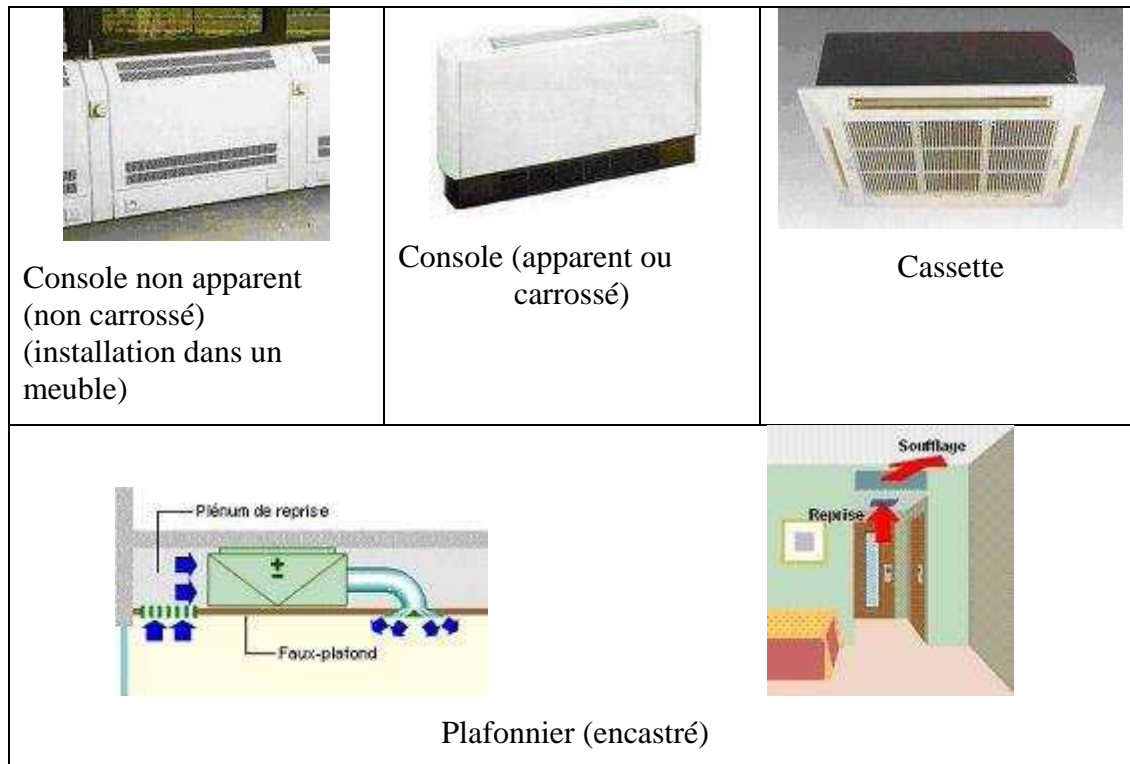 Console non apparent
(non carrossé)
(installation dans un
meuble)
Console (apparent ou
carrossé)
Cassette
Plénum de reprise
Faux-plafond
Soufflage
Reprise
Plafonnier (encastré)